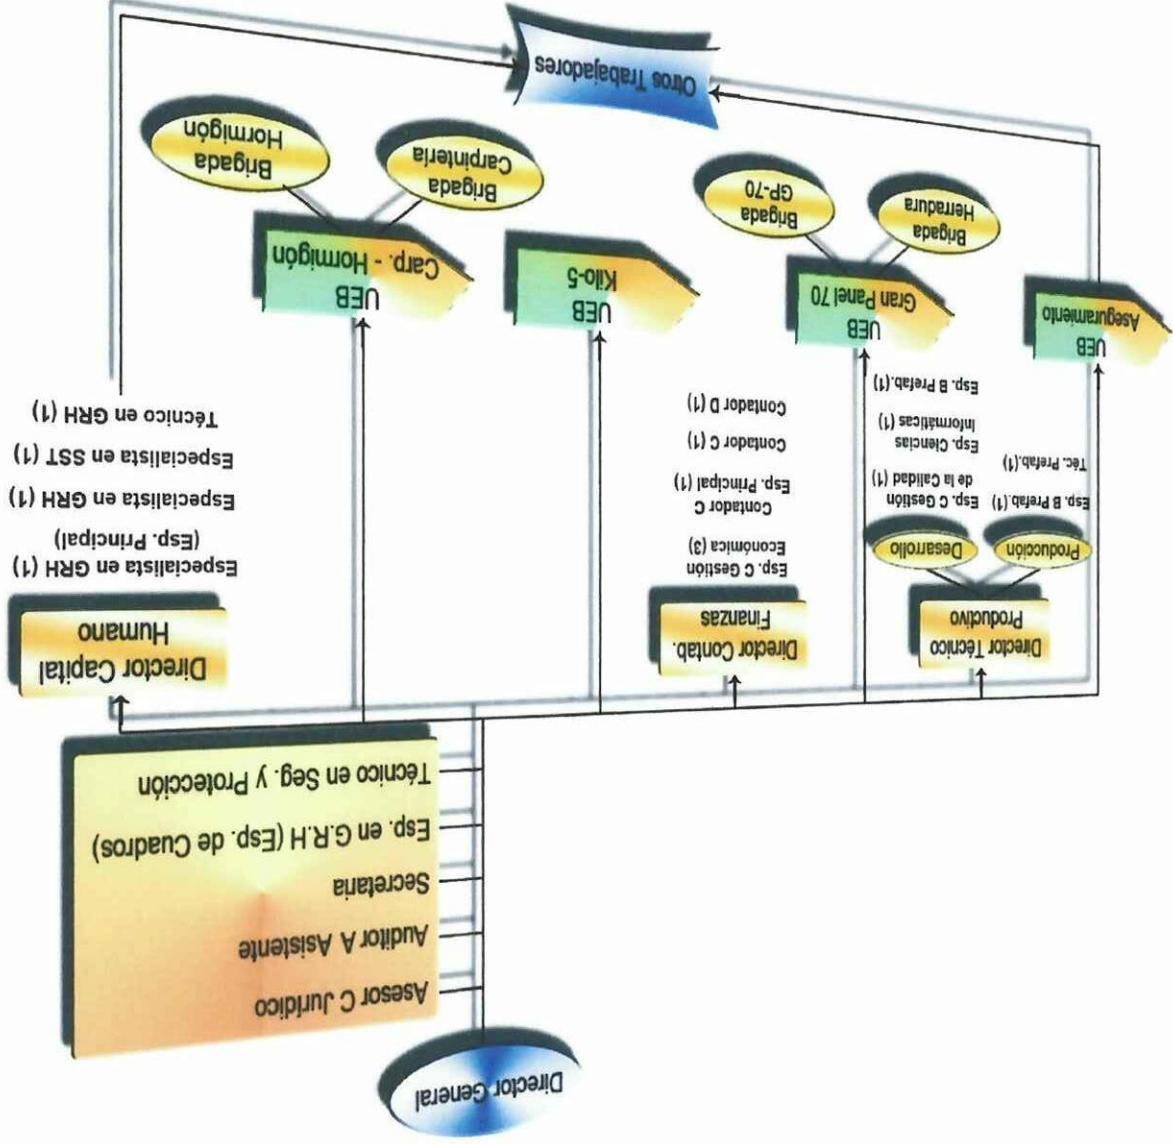 Director General
Asesor C Jurídico
Auditor A Asistente
Secretaria
Esp. en G.R.H (Esp. de Cuadros)
Técnico en Seg. y Protección
Director Técnico
Productivo
Producción
Desarrollo
Esp. B Prefab.(1)
Téc. Prefab.(1)
Esp. C Gestión
de la Calidad (1)
Esp. Ciencias
Informáticas (1)
Esp. B Prefab.(1)
Director Contab.
Finanzas
Esp. C Gestión
Económica (3)
Contador C
Esp. Principal (1)
Contador C (1)
Contador D (1)
Director Capital
Humano
Especialista en GRH (1)
(Esp. Principal)
Especialista en GRH (1)
Especialista en SST (1)
Técnico en GRH (1)
UEB
Aseguramiento
UEB
Gran Panel 70
Brigada
Herradura
Brigada
GP-70
UEB
Kilo-5
UEB
Carp. - Hormigón
Brigada
Carpintería
Brigada
Hormigón
Otros Trabajadores